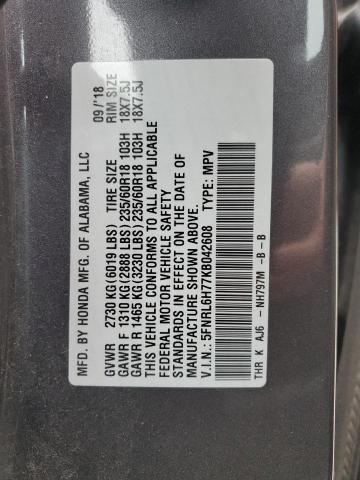 MFD. BY HONDA MFG. OF ALABAMA, LLC 09/'18
GVWR 2730 KG(6019 LBS) TIRE SIZE RIM SIZE
GAWR F 1310 KG(2888 LBS) 235/60R18 103H 18X7.5J
GAWR R 1465 KG(3230 LBS) 235/60R18 103H 18X7.5J
THIS VEHICLE CONFORMS TO ALL APPLICABLE
FEDERAL MOTOR VEHICLE SAFETY
STANDARDS IN EFFECT ON THE DATE OF
MANUFACTURE SHOWN ABOVE.
V.I.N.: 5FNRL6H77KB042608 TYPE: MPV
THR K AJ6 -NH797M -B -B